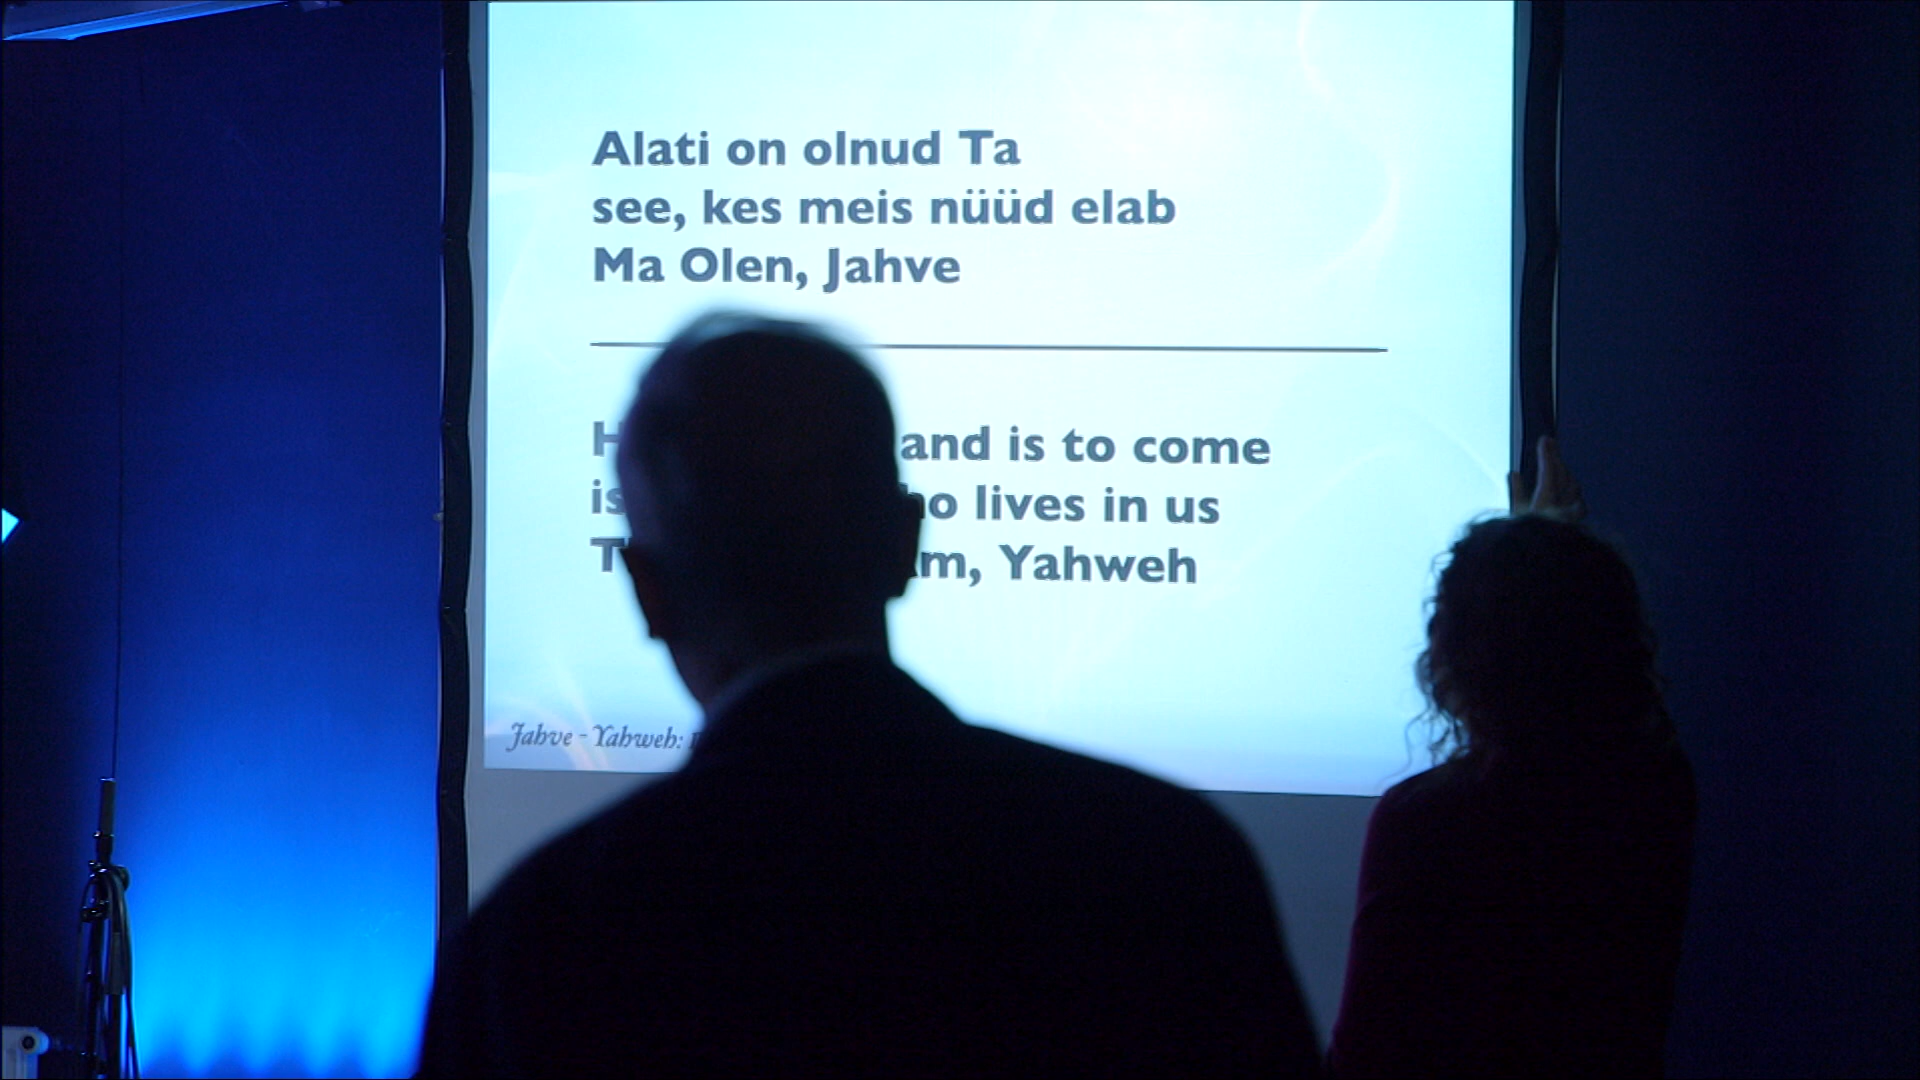 Alati on olnud Ta
see, kes meis nüüd elab
Ma Olen, Jahve
and is to come
is lives in us
Yahweh
Jahve - Yahweh: